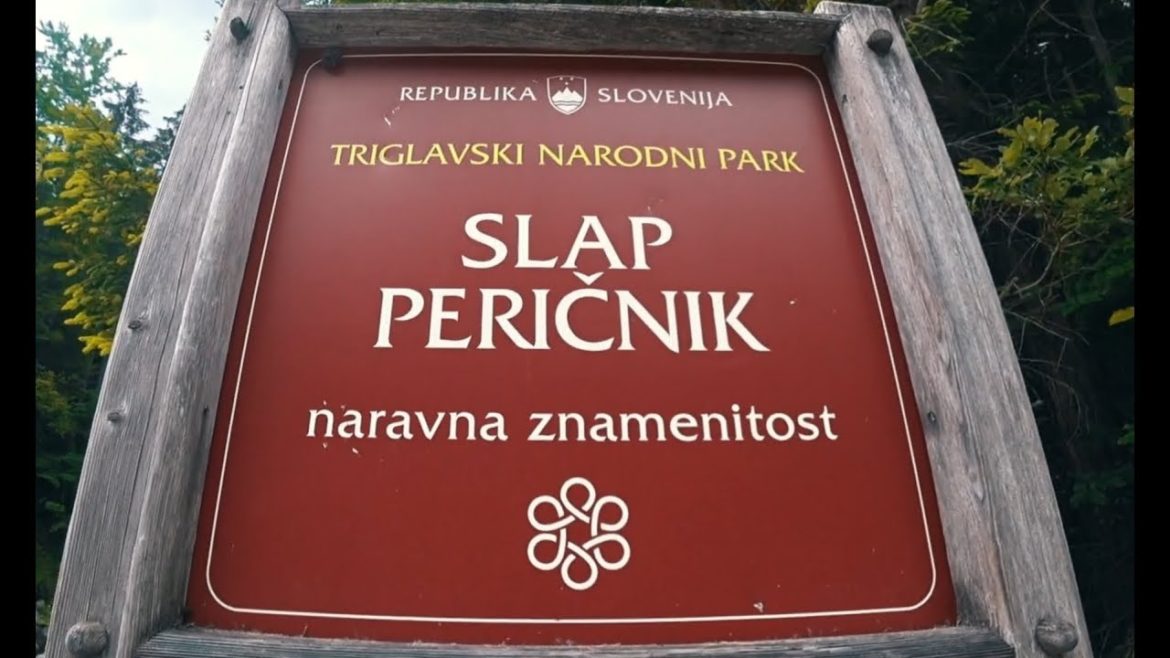 REPUBLIKA SLOVENIJA
TRIGLAVSKI NARODNI PARK
SLAP
PERIČNIK
naravna znamenitost